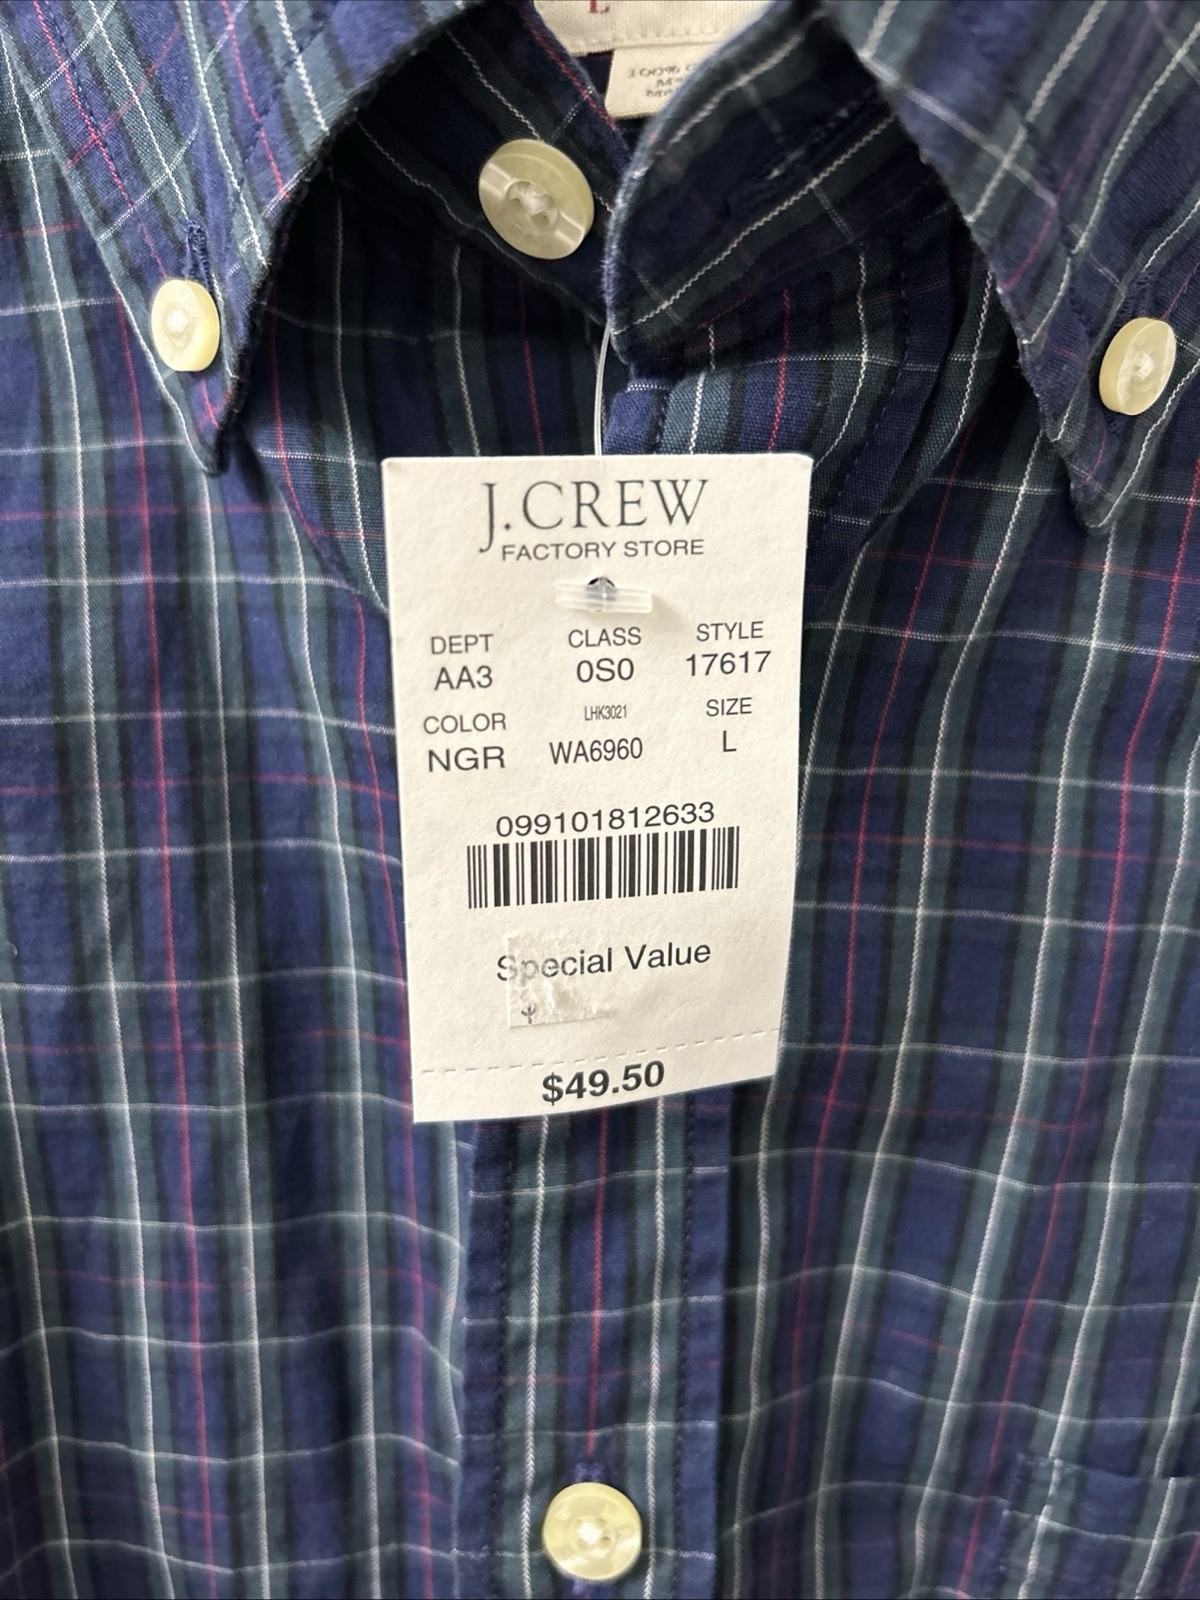 L
100%
J.CREW
FACTORY STORE
DEPT CLASS STYLE
AA3 0S0 17617
COLOR LHK3021 SIZE
NGR WA6960 L
099101812633
Special Value
$49.50